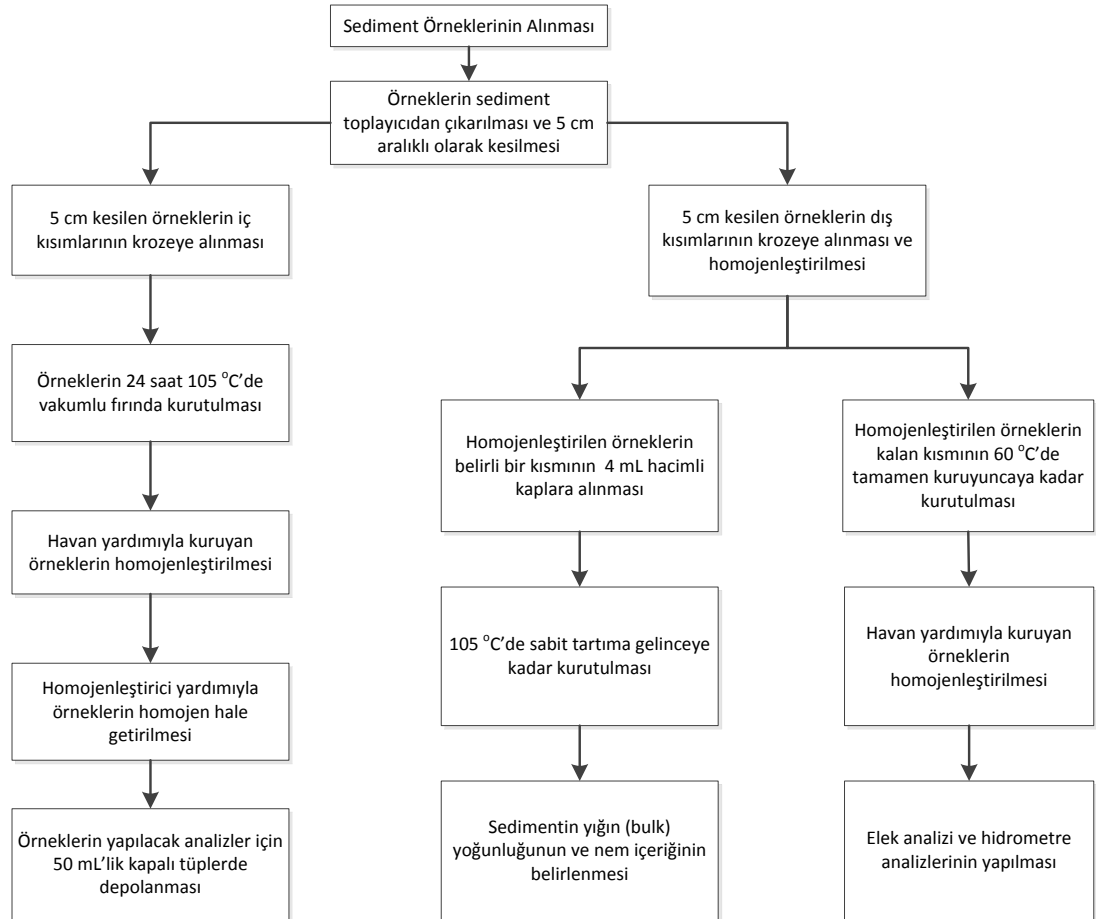 Sediment Örneklerinin Alınması
Örneklerin sediment
toplayıcıdan çıkarılması ve 5 cm
aralıklı olarak kesilmesi
5 cm kesilen örneklerin iç
kısımlarının krozeye alınması
Örneklerin 24 saat 105 °C’de
vakumlu fırında kurutulması
Havan yardımıyla kuruyan
örneklerin homojenleştirilmesi
Homojenleştirici yardımıyla
örneklerin homojen hale
getirilmesi
Örneklerin yapılacak analizler için
50 mL’lik kapalı tüplerde
depolanması
5 cm kesilen örneklerin dış
kısımlarının krozeye alınması ve
homojenleştirilmesi
Homojenleştirilen örneklerin
belirli bir kısmının 4 mL hacimli
kaplara alınması
105 °C’de sabit tartıma gelinceye
kadar kurutulması
Sedimentin yığın (bulk)
yoğunluğunun ve nem içeriğinin
belirlenmesi
Homojenleştirilen örneklerin
kalan kısmının 60 °C’de
tamamen kuruyuncaya kadar
kurutulması
Havan yardımıyla kuruyan
örneklerin
homojenleştirilmesi
Elek analizi ve hidrometre
analizlerinin yapılması